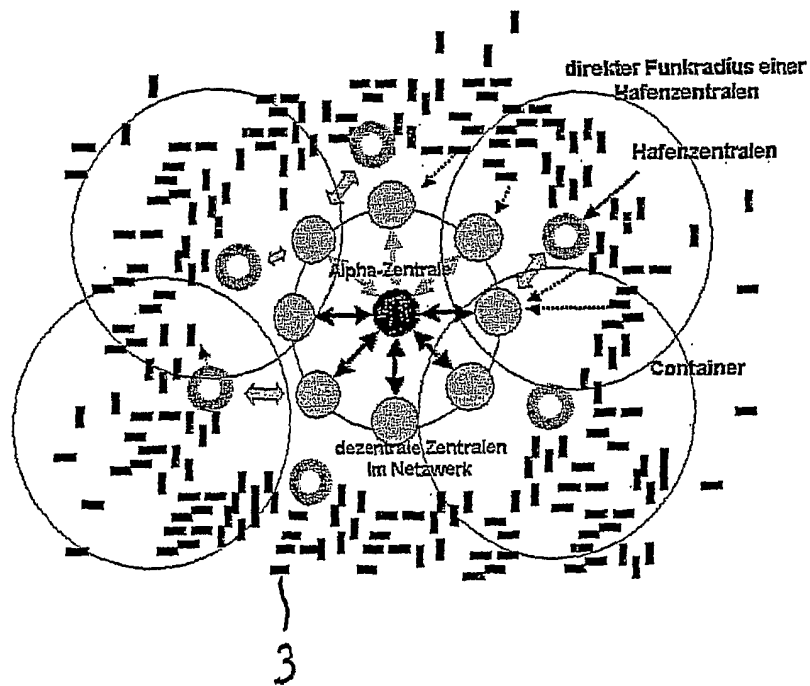 direkter Funkradius einer
Hafenzentralen
Hafenzentralen
Alpha-Zentrale
Container
dezentrale Zentralen
im Netzwerk
3